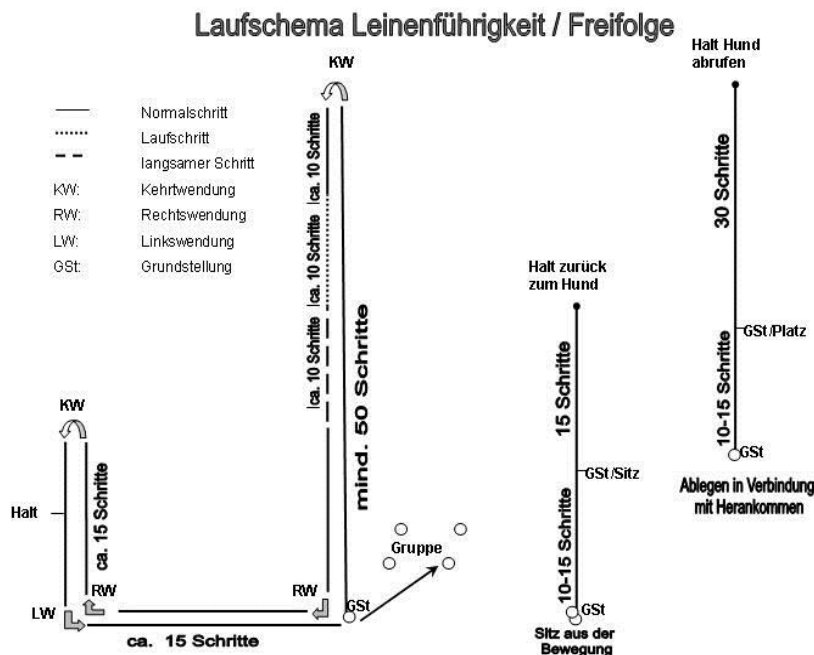 Laufschema Leinenführigkeit / Freifolge
Normalschritt
Laufschritt
langsamer Schritt
KW: Kehrtwendung
RW: Rechtswendung
LW: Linkswendung
GSt: Grundstellung
KW
ca. 10 Schritte
ca. 10 Schritte
ca. 10 Schritte
mind. 50 Schritte
KW
Halt
ca. 15 Schritte
RW
LW
RW
GSt
ca. 15 Schritte
Gruppe
Halt zurück
zum Hund
15 Schritte
GSt/Sitz
10-15 Schritte
GSt
Sitz aus der
Bewegung
Halt Hund
abrufen
30 Schritte
GSt/Platz
10-15 Schritte
GSt
Ablegen in Verbindung
mit Herankommen